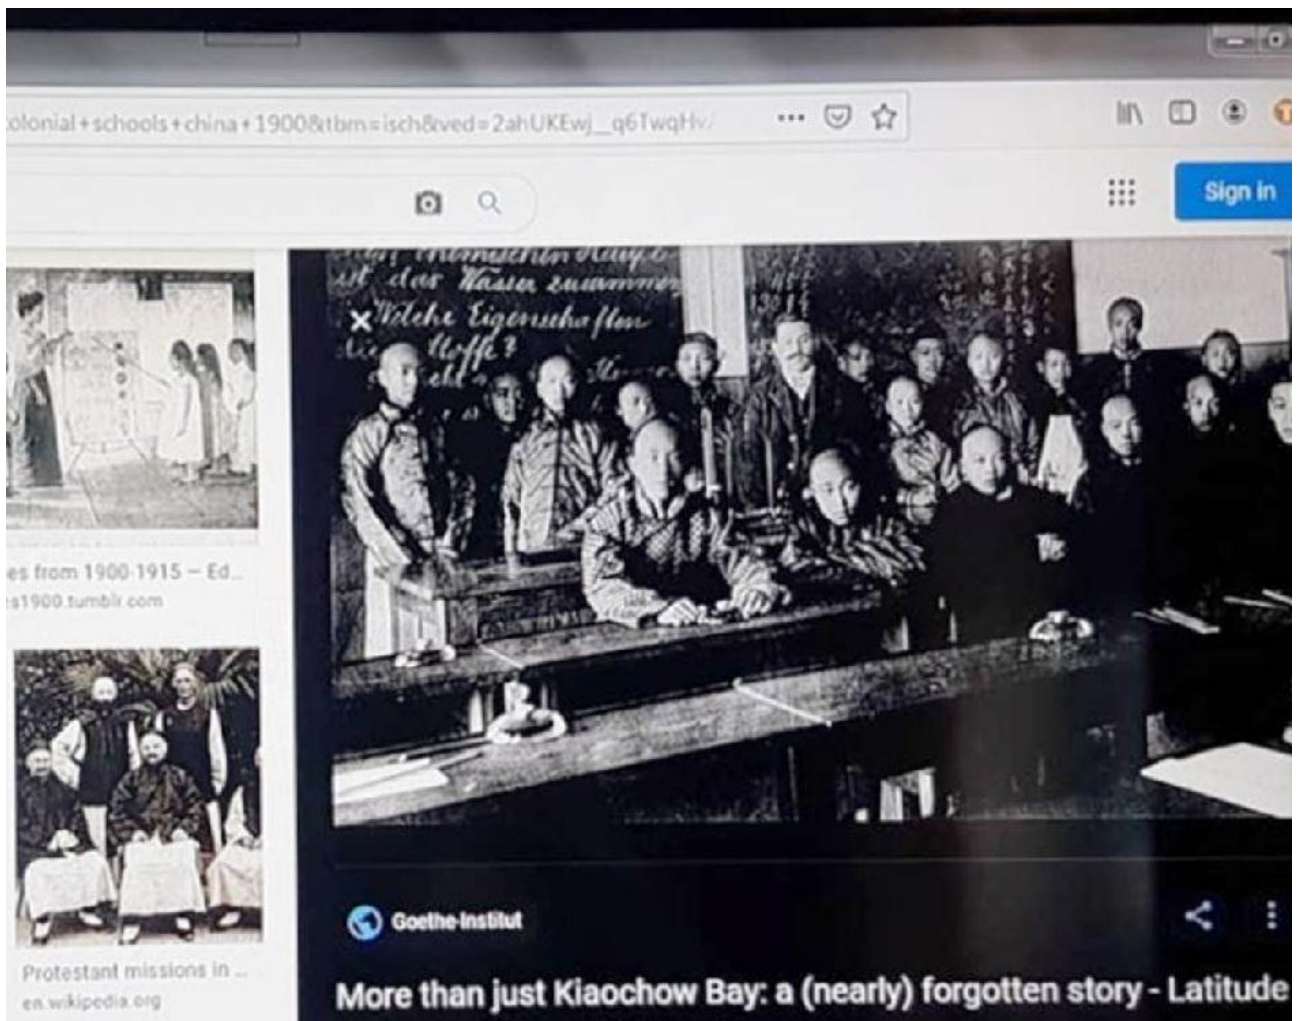 colonial+schools+china+1900&tbm=isch&ved=2ahUKEwj_q6TwqHv
Sign in
ist das Wasser zusammen
Welche Eigenschaften
Stoffe?
es from 1900-1915 — Ed...
s1900.tumblr.com
Protestant missions in ...
en.wikipedia.org
Goethe-Institut
More than just Kiaochow Bay: a (nearly) forgotten story - Latitude